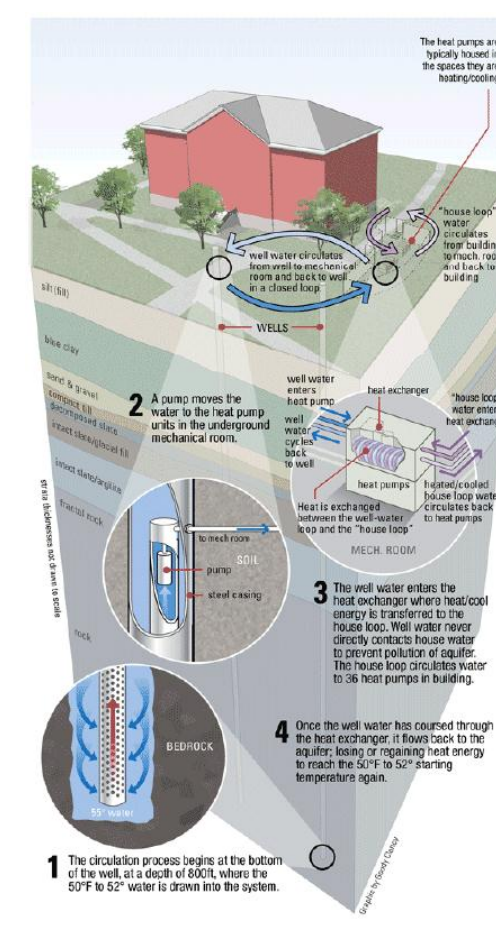 The heat pumps are
typically housed in
the spaces they are
heating/cooling
"house loop"
water
circulates
from building
to mech. room
and back to
building
well water circulates
from well to mechanical
room and back to well
in a closed loop
WELLS
silt (fill)
blue clay
sand & gravel
compact fill
decomposed slate
intact slate/glacial fill
intact slate/argilite
fractal rock
rock
strata thicknesses not drawn to scale
2 A pump moves the
water to the heat pump
units in the underground
mechanical room.
well water
enters
heat pump
well
water
cycles
back
to well
heat exchanger
"house loop"
water enters
heat exchanger
heat pumps
heated/cooled
house loop water
circulates back
to heat pumps
Heat is exchanged
between the well-water
loop and the "house loop"
MECH. ROOM
to mech room
SOIL
pump
steel casing
3 The well water enters the
heat exchanger where heat/cool
energy is transferred to the
house loop. Well water never
directly contacts house water
to prevent pollution of aquifer.
The house loop circulates water
to 36 heat pumps in building.
4 Once the well water has coursed through
the heat exchanger, it flows back to the
aquifer; losing or regaining heat energy
to reach the 50°F to 52° starting
temperature again.
BEDROCK
55° water
1 The circulation process begins at the bottom
of the well, at a depth of 800ft, where the
50°F to 52° water is drawn into the system.
Graphic by Goody Clancy